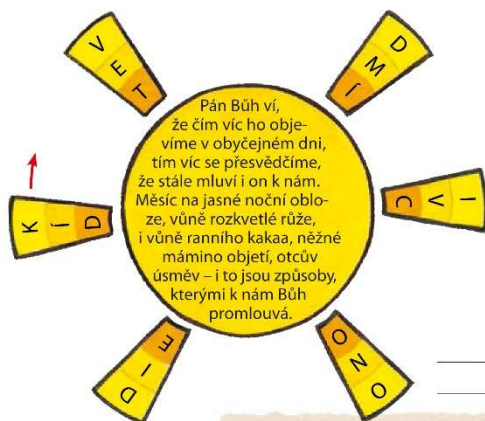 V E T
D M Í
Pán Bůh ví,
že čím víc ho obje-
víme v obyčejném dni,
tím víc se přesvědčíme,
že stále mluví i on k nám.
Měsíc na jasné noční oblo-
ze, vůně rozkvetlé růže,
i vůně ranního kakaa, něžné
mámino objetí, otcův
úsměv – i to jsou způsoby,
kterými k nám Bůh
promlouvá.
K Í D
C V I
D I E
O N O